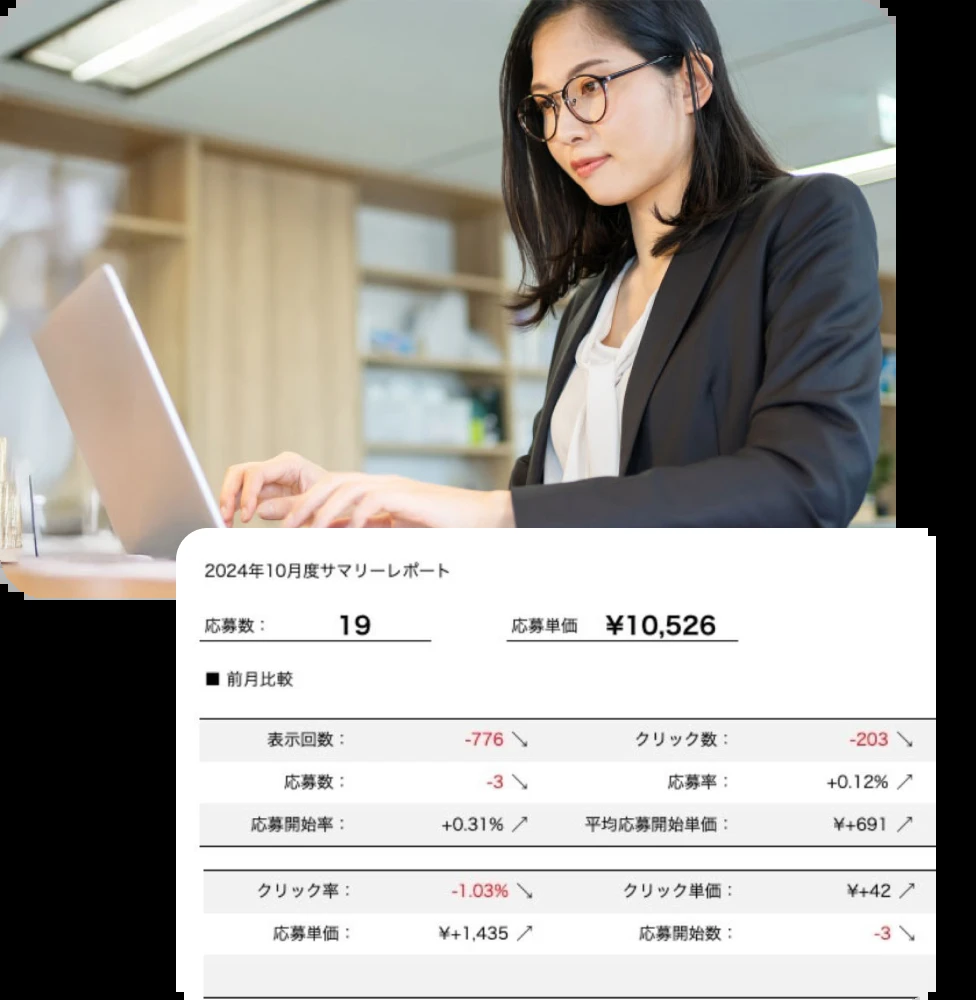 2024年10月度サマリーレポート
応募数： 19 応募単価 ¥10,526
■ 前月比較
表示回数： -776 ↘ クリック数： -203 ↘
応募数： -3 ↘ 応募率： +0.12% ↗
応募開始率： +0.31% ↗ 平均応募開始単価： ¥+691 ↗
クリック率： -1.03% ↘ クリック単価： ¥+42 ↗
応募単価： ¥+1,435 ↗ 応募開始数： -3 ↘